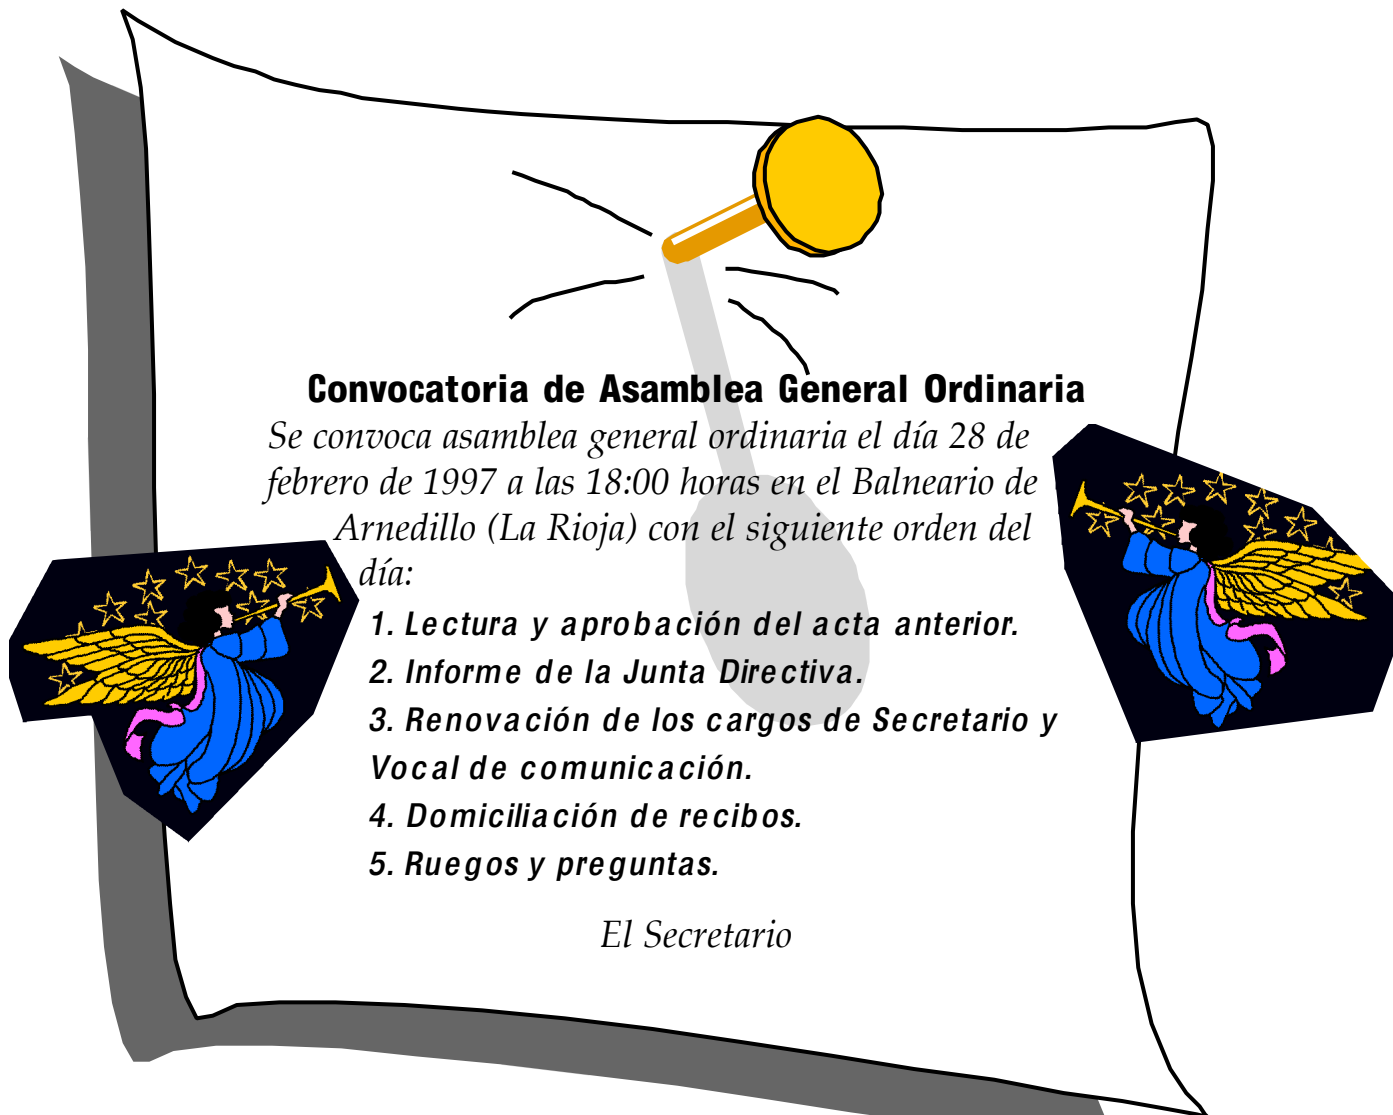 Convocatoria de Asamblea General Ordinaria
Se convoca asamblea general ordinaria el día 28 de
febrero de 1997 a las 18:00 horas en el Balneario de
Arnedillo (La Rioja) con el siguiente orden del
día:
1. Lectura y aprobación del acta anterior.
2. Informe de la Junta Directiva.
3. Renovación de los cargos de Secretario y
Vocal de comunicación.
4. Domiciliación de recibos.
5. Ruegos y preguntas.
El Secretario